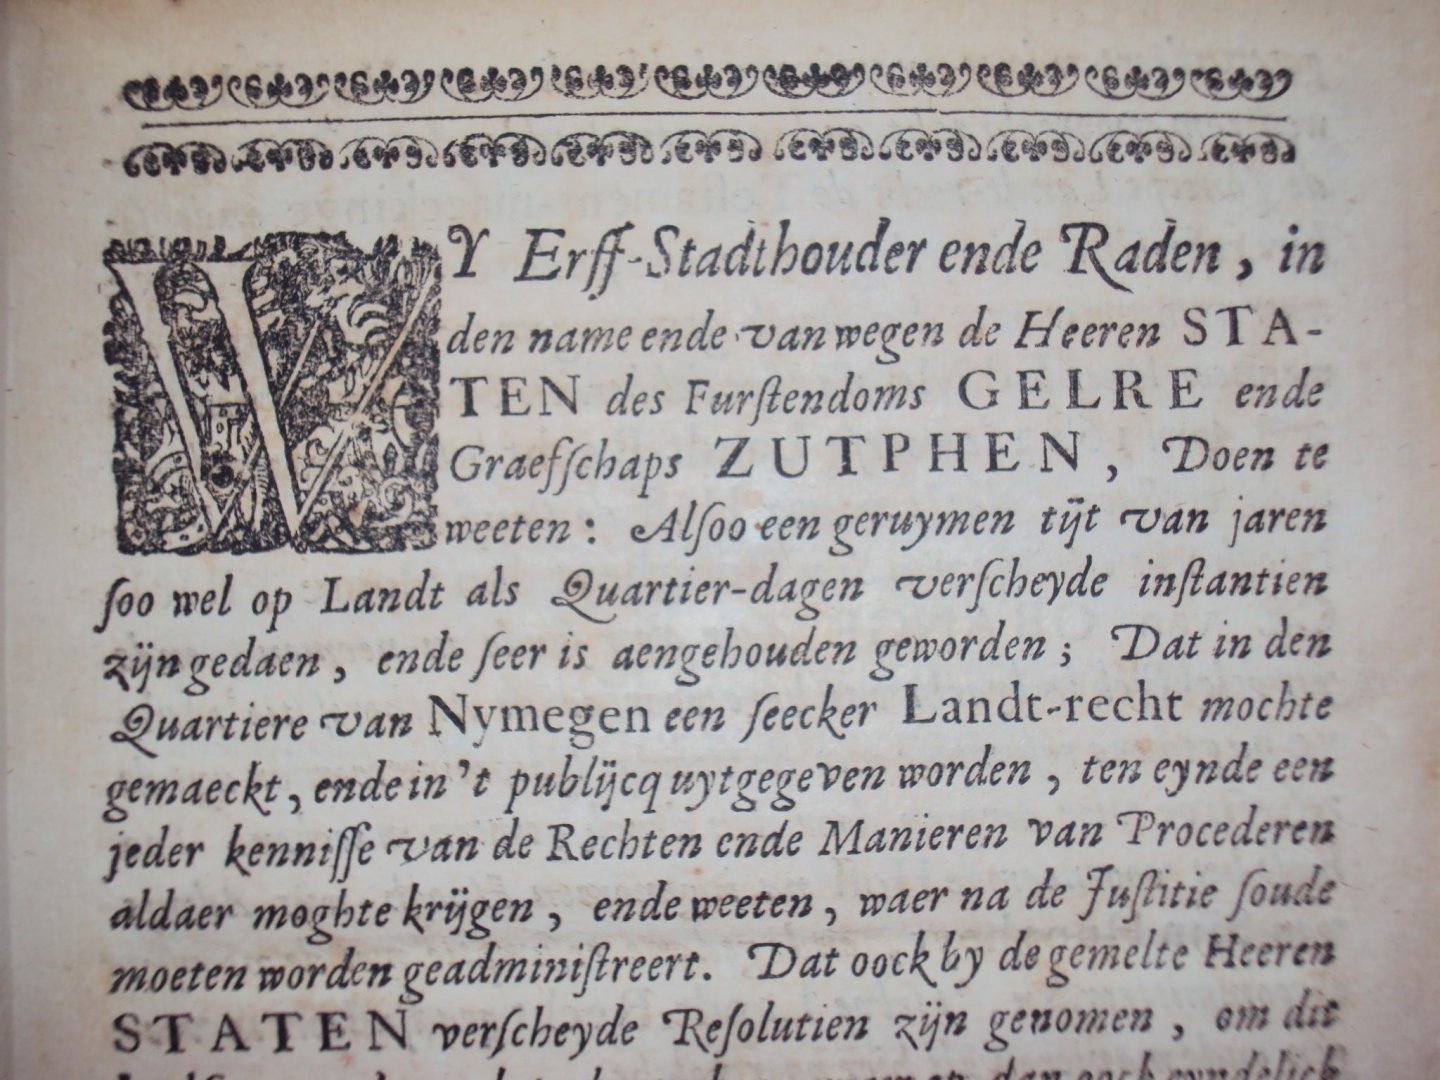 WY Erff-Stadthouder ende Raden, in
den name ende van wegen de Heeren STA-
TEN des Furſtendoms GELRE ende
Graefſchaps ZUTPHEN, Doen te
weeten: Alſoo een geruymen tijt van jaren
ſoo wel op Landt als Quartier-dagen verſcheyde inſtantien
zijn gedaen, ende ſeer is aengehouden geworden; Dat in den
Quartiere van Nymegen een ſeecker Landt-recht mochte
gemaeckt, ende in 't publijcq uytgegeven worden, ten eynde een
jeder kenniſſe van de Rechten ende Manieren van Procederen
aldaer moghte krijgen, ende weeten, waer na de Juſtitie ſoude
moeten worden geadminiſtreert. Dat oock by de gemelte Heeren
STATEN verſcheyde Reſolutien zijn genomen, om dit
dan oock eyndelick